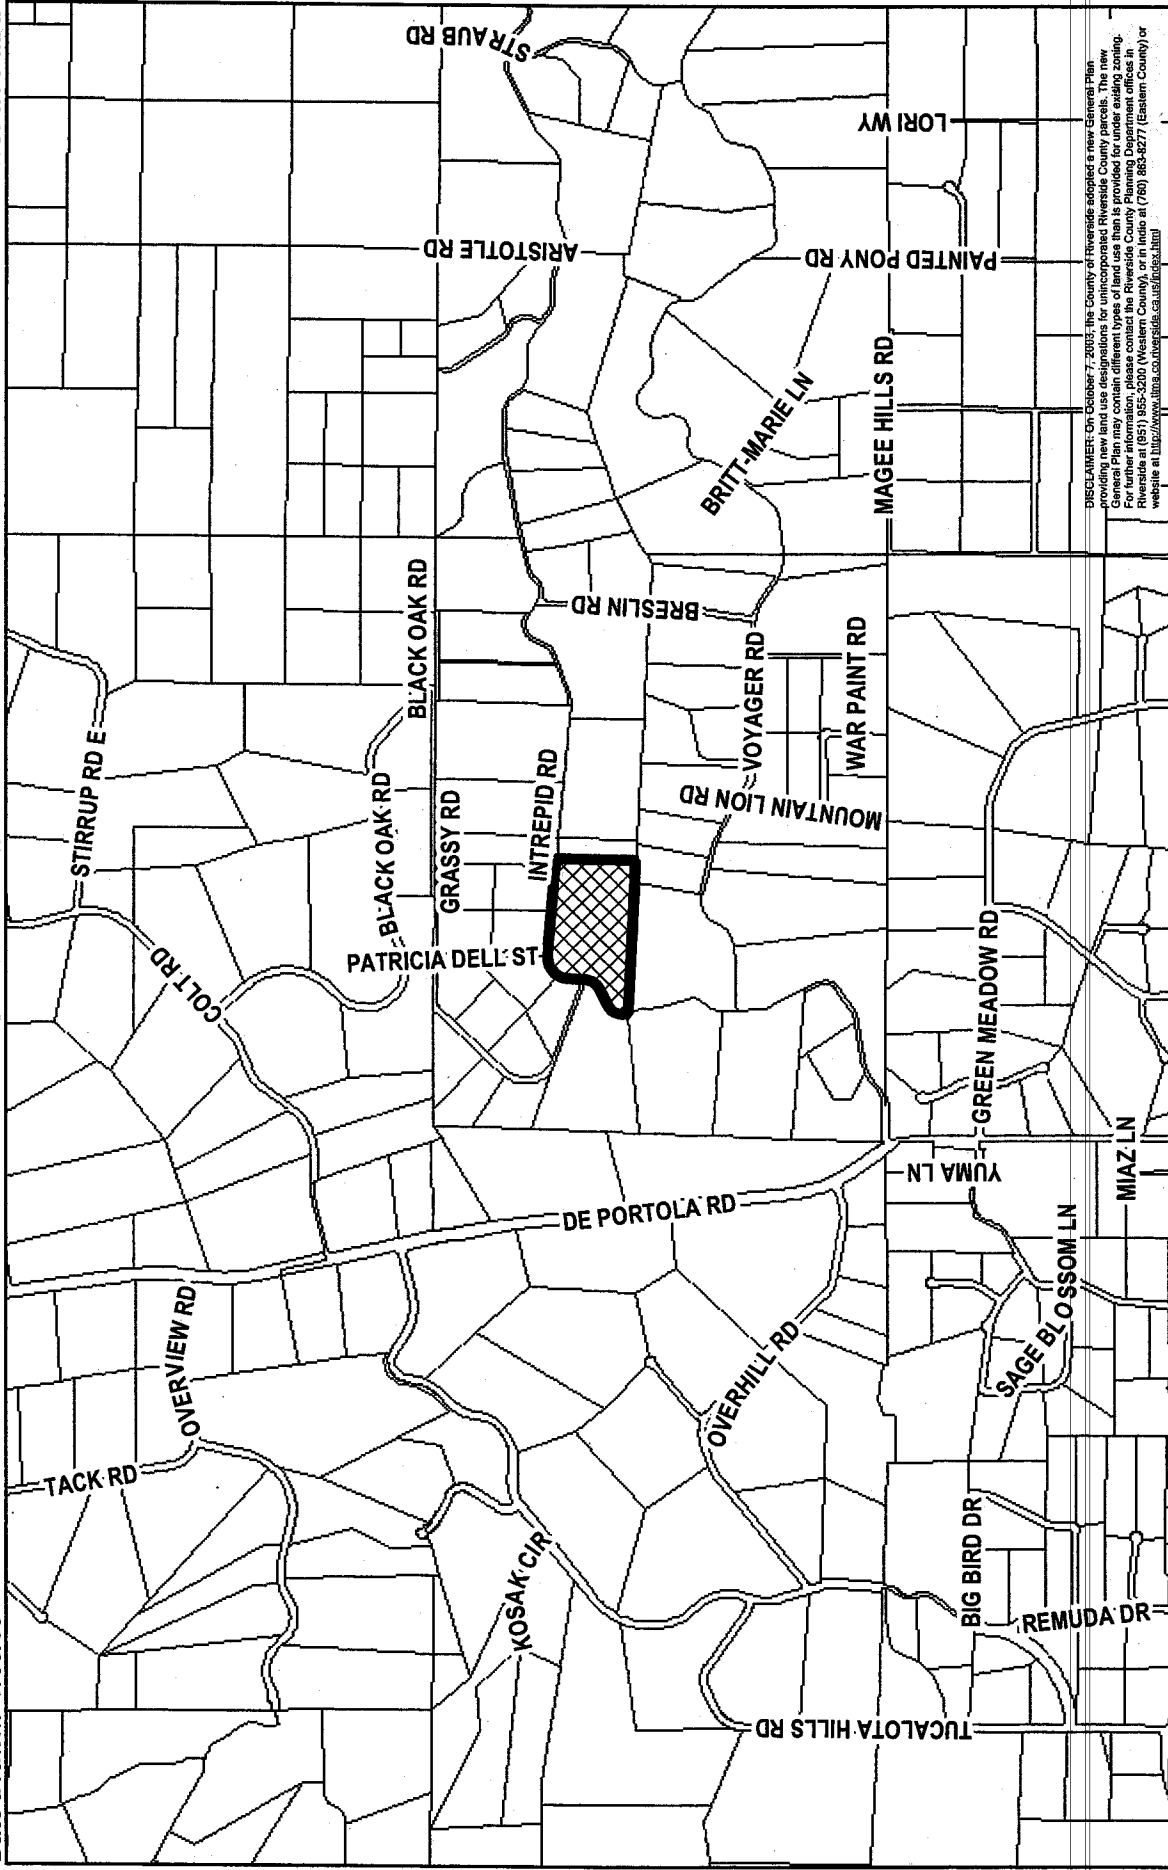 STRAUB RD
LORI WY
ARISTOTLE RD
PAINTED PONY RD
MAGEE HILLS RD
BRITT-MARIE LN
BLACK OAK RD
BRESLIN RD
VOYAGER RD
WAR PAINT RD
STIRRUP RD E
BLACK OAK RD
GRASSY RD
INTREPID RD
MOUNTAIN LION RD
PATRICIA DELL ST
COLT RD
GREEN MEADOW RD
YUMA LN
MIAZ LN
DE PORTOLA RD
OVERVIEW RD
SAGE BLOSSOM LN
OVERHILL RD
TACK RD
KOSAK CIR
BIG BIRD DR
REMUDA DR
TUCALOTA HILLS RD
DISCLAIMER: On October 7, 2003, the County of Riverside adopted a new General Plan
providing new land use designations for unincorporated Riverside County parcels. The new
General Plan may contain different types of land use than is provided for under existing zoning.
For further information, please contact the Riverside County Planning Department offices in
Riverside at (951) 955-3200 (Western County), or in Indio at (760) 863-8277 (Eastern County) or
website at http://www.tlma.co.riverside.ca.us/index.html